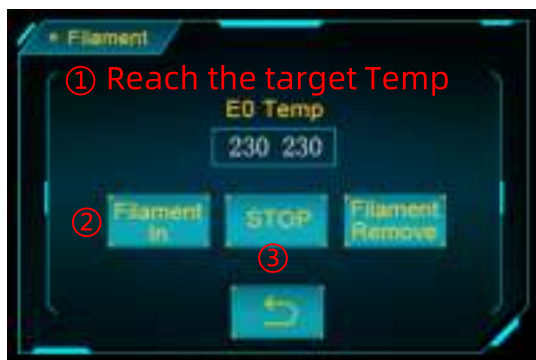 Filament
① Reach the target Temp
E0 Temp
230 230
② Filament In
STOP
Filament Remove
③